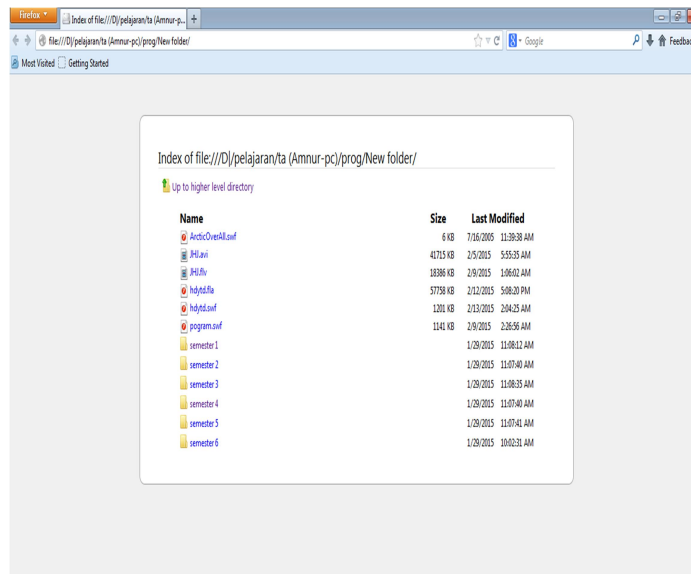 Firefox
Index of file:///D|/pelajaran/ta (Amnur-p... +
file:///D|/pelajaran/ta (Amnur-pc)/prog/New folder/
Google
Feedbac
Most Visited Getting Started
Index of file:///D|/pelajaran/ta (Amnur-pc)/prog/New folder/
Up to higher level directory
Name Size Last Modified
ArcticOverAll.swf 6 KB 7/16/2005 11:39:38 AM
JHJ.avi 41715 KB 2/5/2015 5:55:35 AM
JHJ.flv 18386 KB 2/9/2015 1:06:02 AM
hdytd.fla 57758 KB 2/12/2015 5:08:20 PM
hdytd.swf 1201 KB 2/13/2015 2:04:25 AM
pogram.swf 1141 KB 2/9/2015 2:26:56 AM
semester 1 1/29/2015 11:08:12 AM
semester 2 1/29/2015 11:07:40 AM
semester 3 1/29/2015 11:08:35 AM
semester 4 1/29/2015 11:07:40 AM
semester 5 1/29/2015 11:07:41 AM
semester 6 1/29/2015 10:02:31 AM